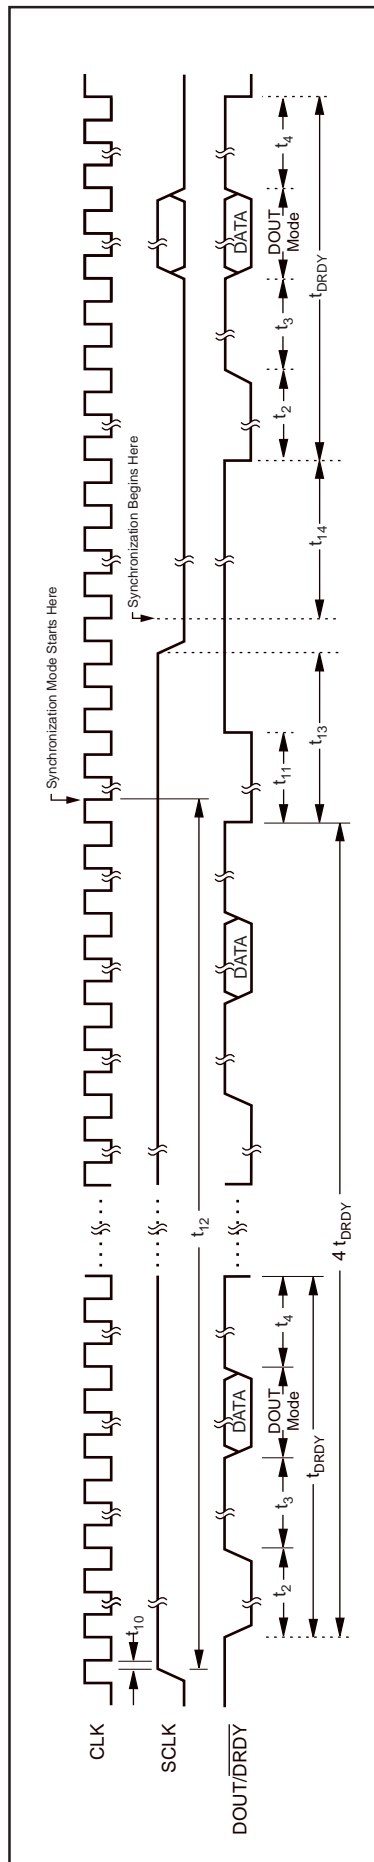 Synchronization Mode Starts Here
Synchronization Begins Here
CLK
t10
SCLK
t12
DOUT/DRDY
DATA
DATA
DATA
t2
t3
DOUT
Mode
t4
t11
t2
t3
DOUT
Mode
t4
tDRDY
t13
t14
tDRDY
4 tDRDY